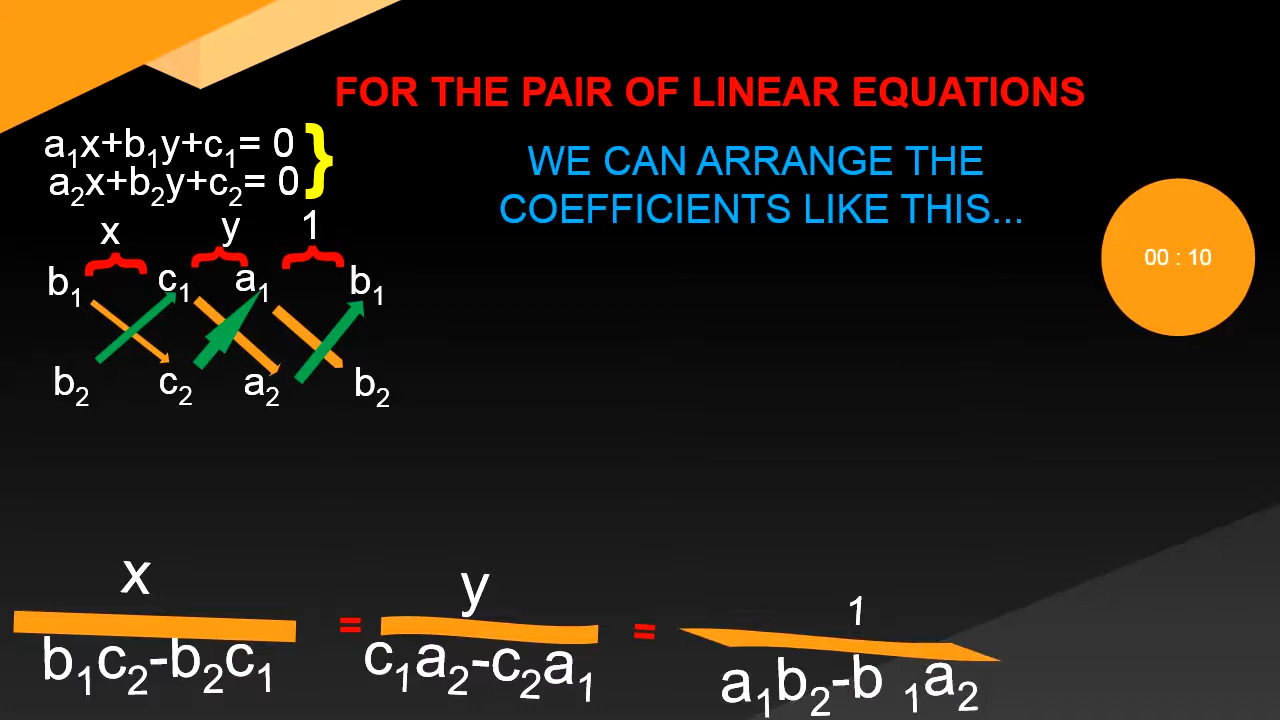 FOR THE PAIR OF LINEAR EQUATIONS
a₁x+b₁y+c₁= 0
a₂x+b₂y+c₂= 0
}
WE CAN ARRANGE THE
COEFFICIENTS LIKE THIS...
x y 1
b₁ c₁ a₁ b₁
b₂ c₂ a₂ b₂
00 : 10
x = y = 1
b₁c₂-b₂c₁ c₁a₂-c₂a₁ a₁b₂-b ₁a₂